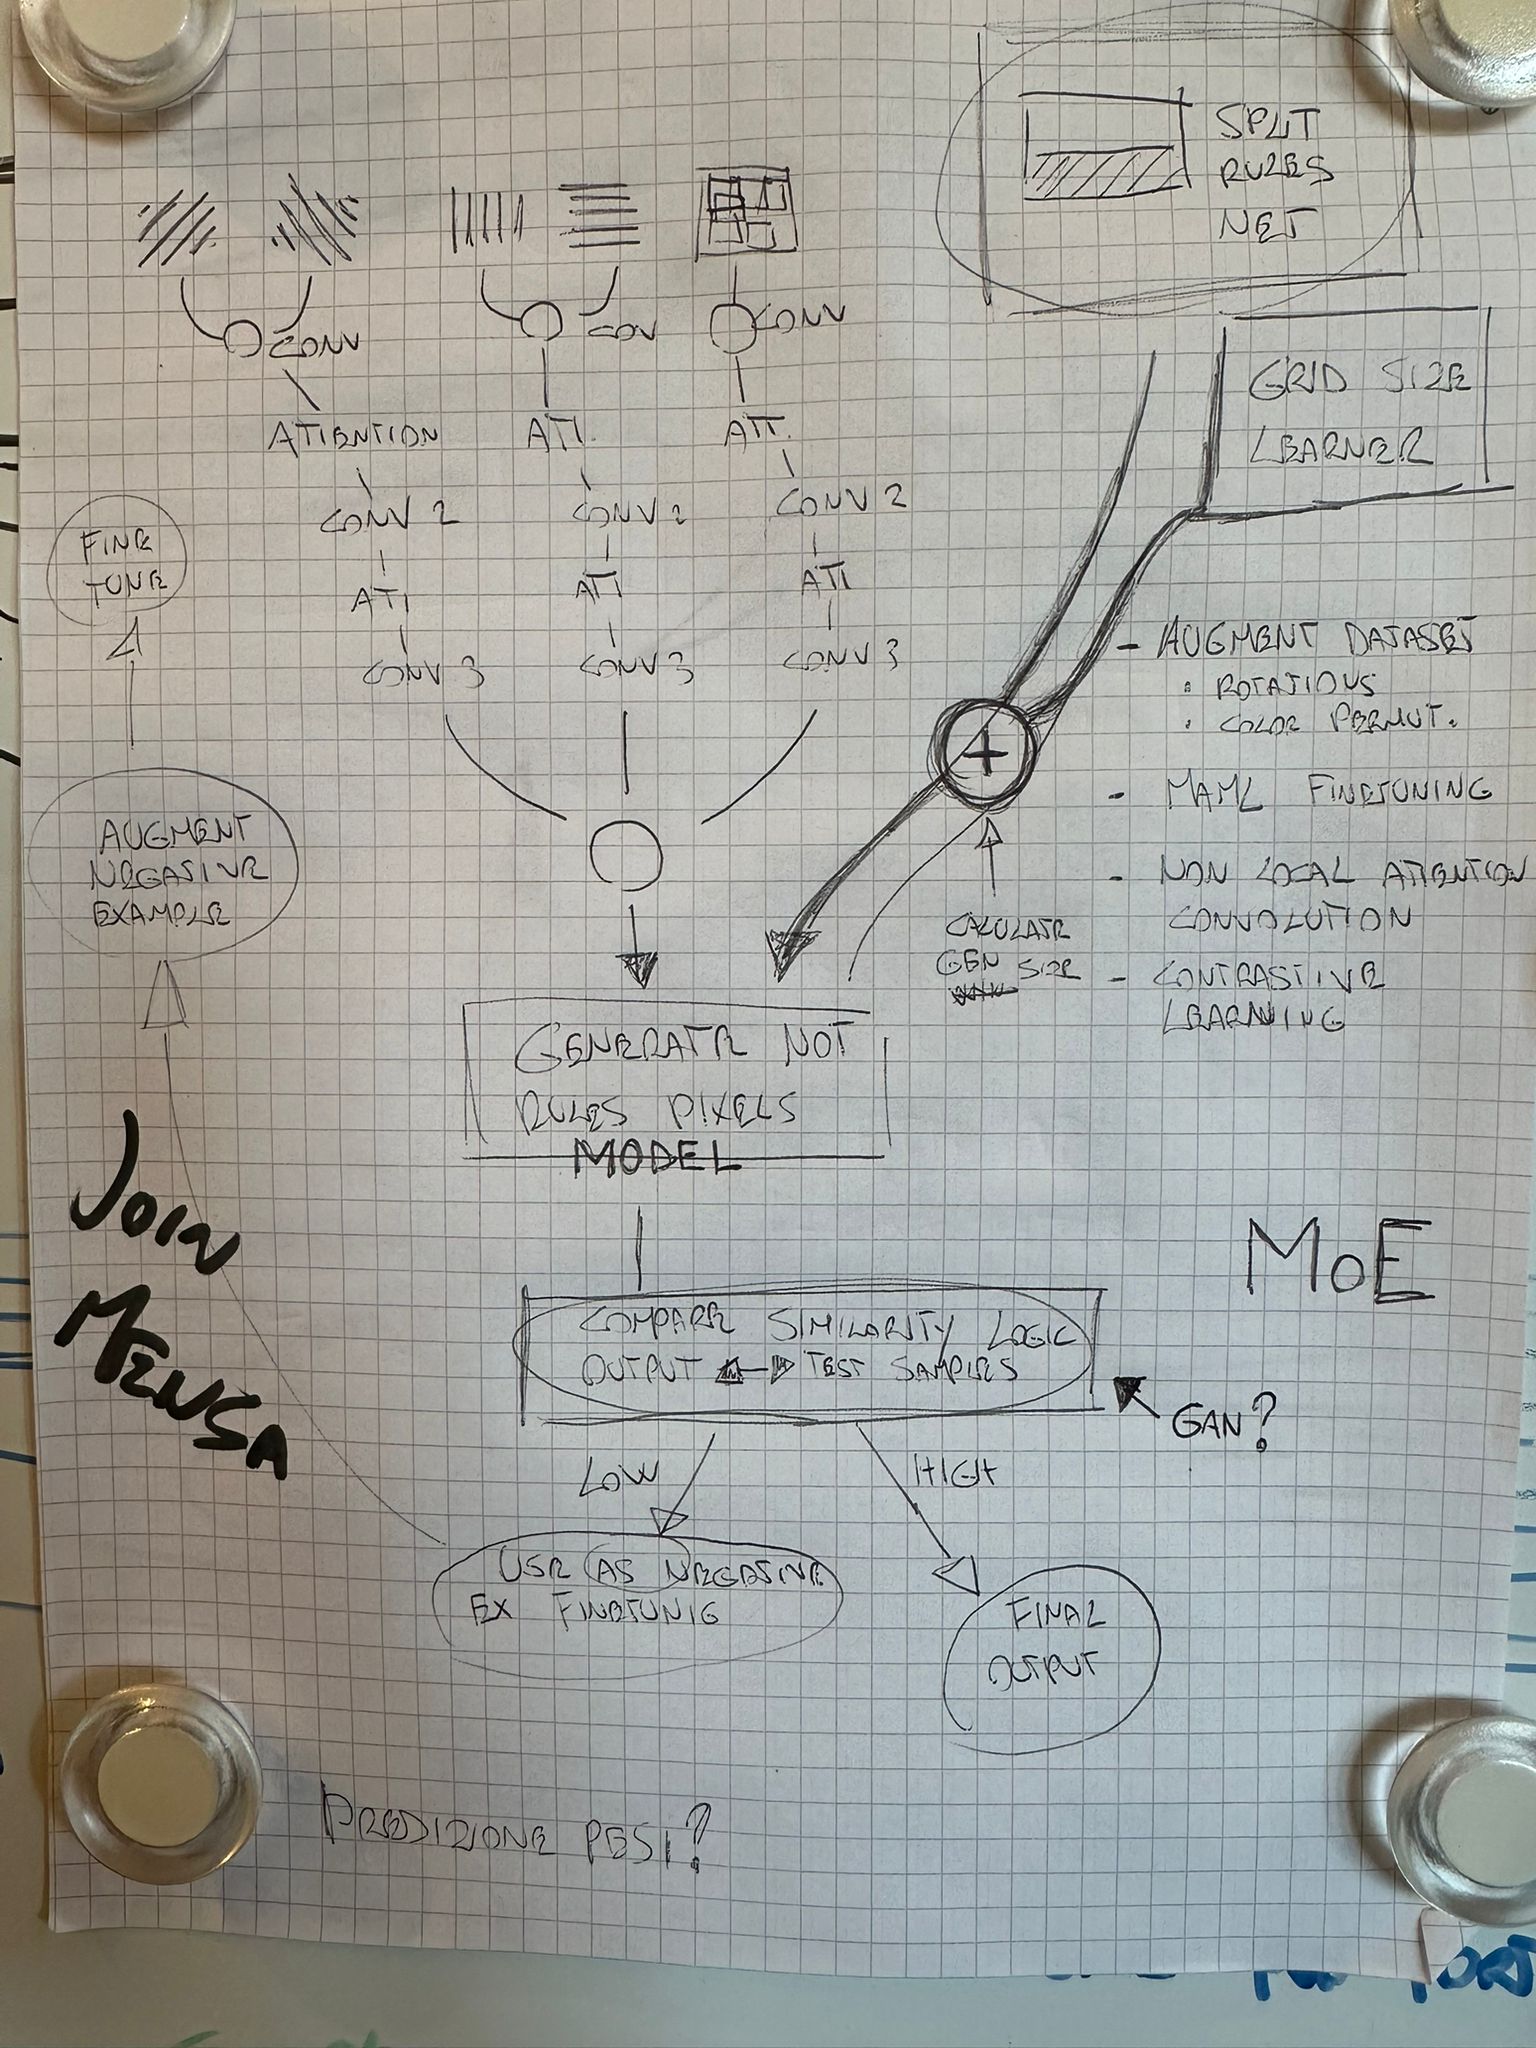 SPLIT
RULES
NET
CONV
COV
CONV
GRID SIZE
LEARNER
ATTENTION
ATT.
ATT.
CONV 2
CONV 2
CONV 2
FINE
TUNE
ATT
ATT
ATT
CONV 3
CONV 3
CONV 3
- AUGMENT DATASET
• ROTATIONS
• COLOR PERMUT.
- MAML FINETUNING
- NON LOCAL ATTENTION
CONVOLUTION
- CONTRASTIVE
LEARNING
+
AUGMENT
NEGATIVE
EXAMPLE
CALCULATE
GEN SIZE
GENERATE NOT
RULES PIXELS
MODEL
JOIN
MENSA
MoE
COMPARE SIMILARITY LOGIC
OUTPUT TEST SAMPLES
GAN?
LOW
HIGH
USE AS NEGATIVE
EX FINETUNIG
FINAL
OUTPUT
PREDIZIONE PESI?